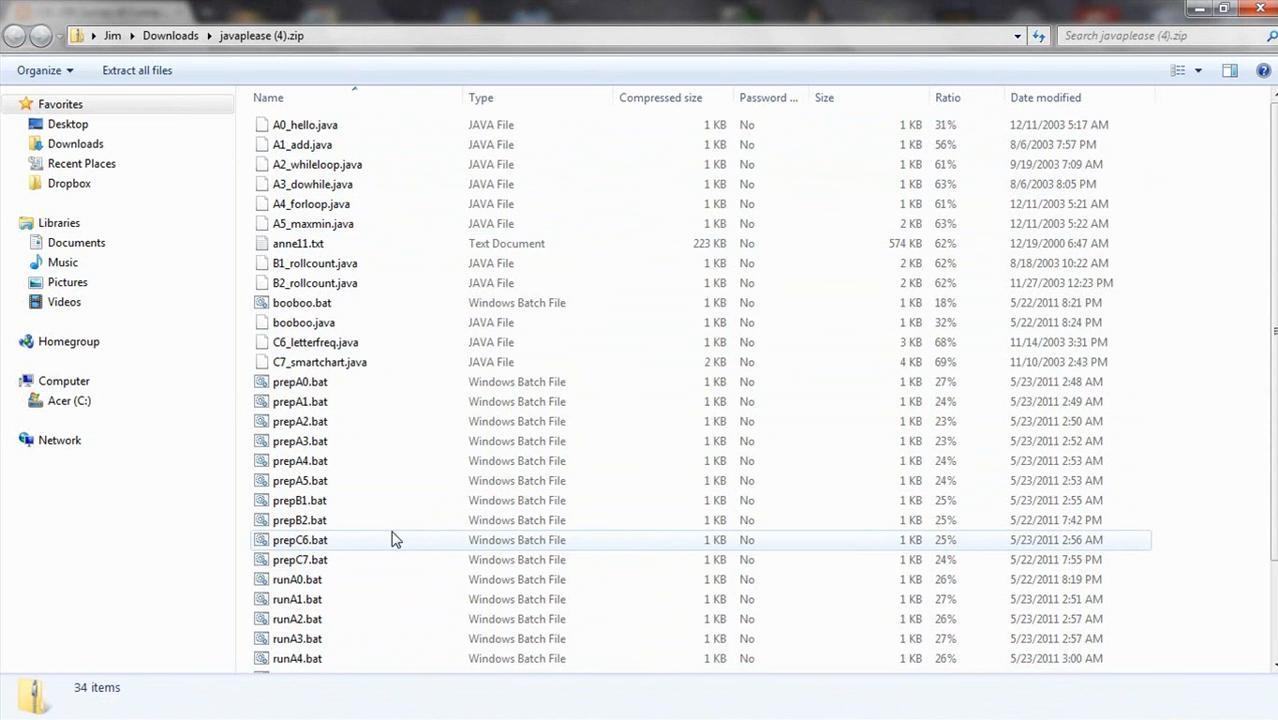 Jim Downloads javaplease (4).zip Search javaplease (4).zip
Organize Extract all files
Name Type Compressed size Password ... Size Ratio Date modified
Favorites
Desktop
Downloads
Recent Places
Dropbox
Libraries
Documents
Music
Pictures
Videos
Homegroup
Computer
Acer (C:)
Network
A0_hello.java JAVA File 1 KB No 1 KB 31% 12/11/2003 5:17 AM
A1_add.java JAVA File 1 KB No 1 KB 56% 8/6/2003 7:57 PM
A2_whileloop.java JAVA File 1 KB No 1 KB 61% 9/19/2003 7:09 AM
A3_dowhile.java JAVA File 1 KB No 1 KB 63% 8/6/2003 8:05 PM
A4_forloop.java JAVA File 1 KB No 1 KB 61% 12/11/2003 5:21 AM
A5_maxmin.java JAVA File 1 KB No 2 KB 63% 12/11/2003 5:22 AM
anne11.txt Text Document 223 KB No 574 KB 62% 12/19/2000 6:47 AM
B1_rollcount.java JAVA File 1 KB No 2 KB 62% 8/18/2003 10:22 AM
B2_rollcount.java JAVA File 1 KB No 2 KB 62% 11/27/2003 12:23 PM
booboo.bat Windows Batch File 1 KB No 1 KB 18% 5/22/2011 8:21 PM
booboo.java JAVA File 1 KB No 1 KB 32% 5/22/2011 8:24 PM
C6_letterfreq.java JAVA File 1 KB No 3 KB 68% 11/14/2003 3:31 PM
C7_smartchart.java JAVA File 2 KB No 4 KB 69% 11/10/2003 2:43 PM
prepA0.bat Windows Batch File 1 KB No 1 KB 27% 5/23/2011 2:48 AM
prepA1.bat Windows Batch File 1 KB No 1 KB 24% 5/23/2011 2:49 AM
prepA2.bat Windows Batch File 1 KB No 1 KB 23% 5/23/2011 2:50 AM
prepA3.bat Windows Batch File 1 KB No 1 KB 23% 5/23/2011 2:52 AM
prepA4.bat Windows Batch File 1 KB No 1 KB 24% 5/23/2011 2:53 AM
prepA5.bat Windows Batch File 1 KB No 1 KB 24% 5/23/2011 2:53 AM
prepB1.bat Windows Batch File 1 KB No 1 KB 25% 5/23/2011 2:55 AM
prepB2.bat Windows Batch File 1 KB No 1 KB 25% 5/22/2011 7:42 PM
prepC6.bat Windows Batch File 1 KB No 1 KB 25% 5/23/2011 2:56 AM
prepC7.bat Windows Batch File 1 KB No 1 KB 24% 5/22/2011 7:55 PM
runA0.bat Windows Batch File 1 KB No 1 KB 26% 5/22/2011 8:19 PM
runA1.bat Windows Batch File 1 KB No 1 KB 27% 5/23/2011 2:51 AM
runA2.bat Windows Batch File 1 KB No 1 KB 26% 5/23/2011 2:57 AM
runA3.bat Windows Batch File 1 KB No 1 KB 27% 5/23/2011 2:57 AM
runA4.bat Windows Batch File 1 KB No 1 KB 26% 5/23/2011 3:00 AM
34 items